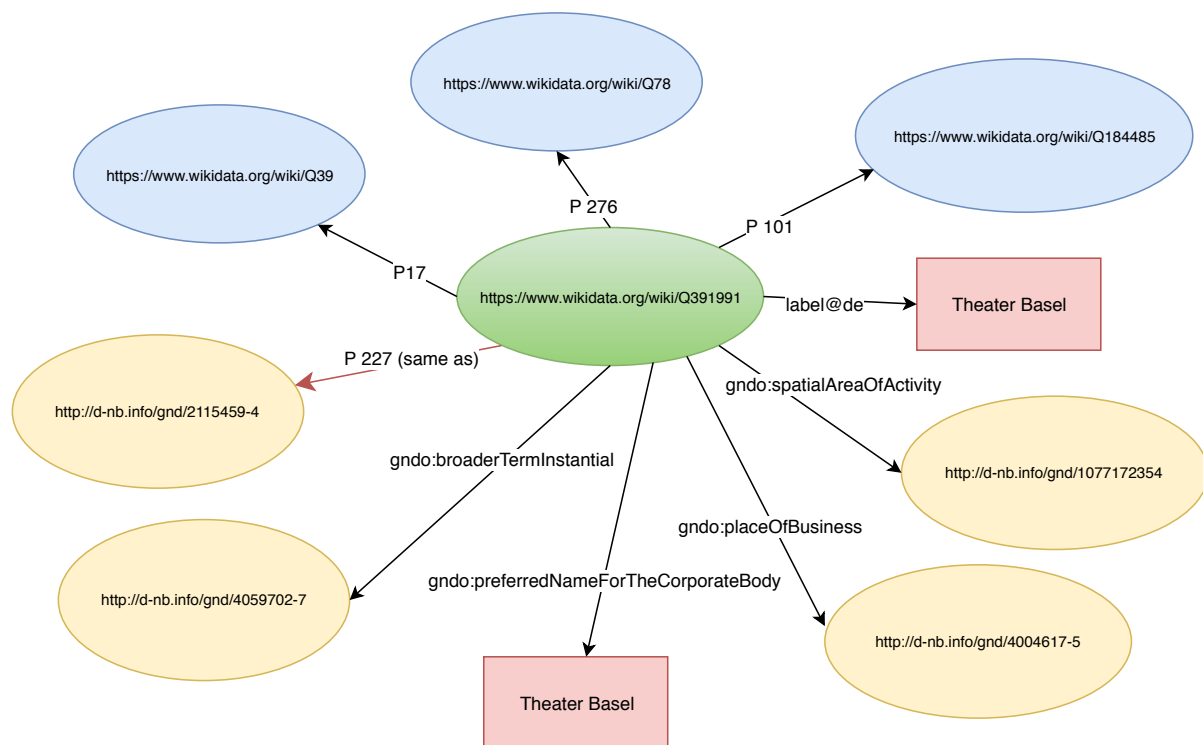 https://www.wikidata.org/wiki/Q78
https://www.wikidata.org/wiki/Q184485
https://www.wikidata.org/wiki/Q39
P 276
P 101
P17
https://www.wikidata.org/wiki/Q391991
label@de
Theater Basel
P 227 (same as)
gndo:spatialAreaOfActivity
http://d-nb.info/gnd/2115459-4
gndo:broaderTermInstantial
http://d-nb.info/gnd/1077172354
gndo:placeOfBusiness
gndo:preferredNameForTheCorporateBody
http://d-nb.info/gnd/4059702-7
http://d-nb.info/gnd/4004617-5
Theater Basel